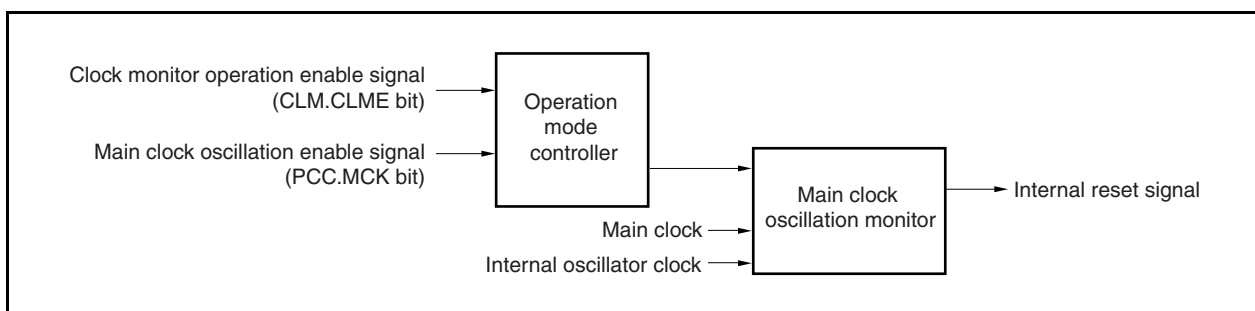 Clock monitor operation enable signal
(CLM.CLME bit)
Main clock oscillation enable signal
(PCC.MCK bit)
Operation
mode
controller
Main clock
Internal oscillator clock
Main clock
oscillation monitor
Internal reset signal